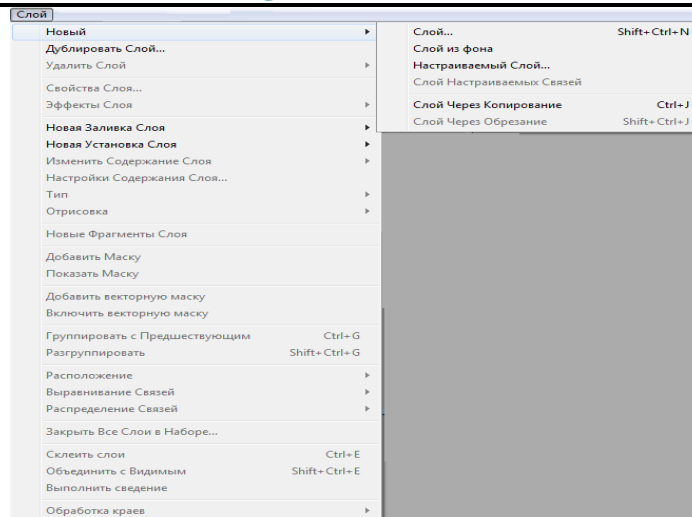 Слой
Новый
Дублировать Слой...
Удалить Слой
Свойства Слоя...
Эффекты Слоя
Новая Заливка Слоя
Новая Установка Слоя
Изменить Содержание Слоя
Настройки Содержания Слоя...
Тип
Отрисовка
Новые Фрагменты Слоя
Добавить Маску
Показать Маску
Добавить векторную маску
Включить векторную маску
Группировать с Предшествующим Ctrl+G
Разгруппировать Shift+Ctrl+G
Расположение
Выравнивание Связей
Распределение Связей
Закрыть Все Слои в Наборе...
Склеить слои Ctrl+E
Объединить с Видимым Shift+Ctrl+E
Выполнить сведение
Обработка краев
Слой... Shift+Ctrl+N
Слой из фона
Настраиваемый Слой...
Слой Настраиваемых Связей
Слой Через Копирование Ctrl+J
Слой Через Обрезание Shift+Ctrl+J